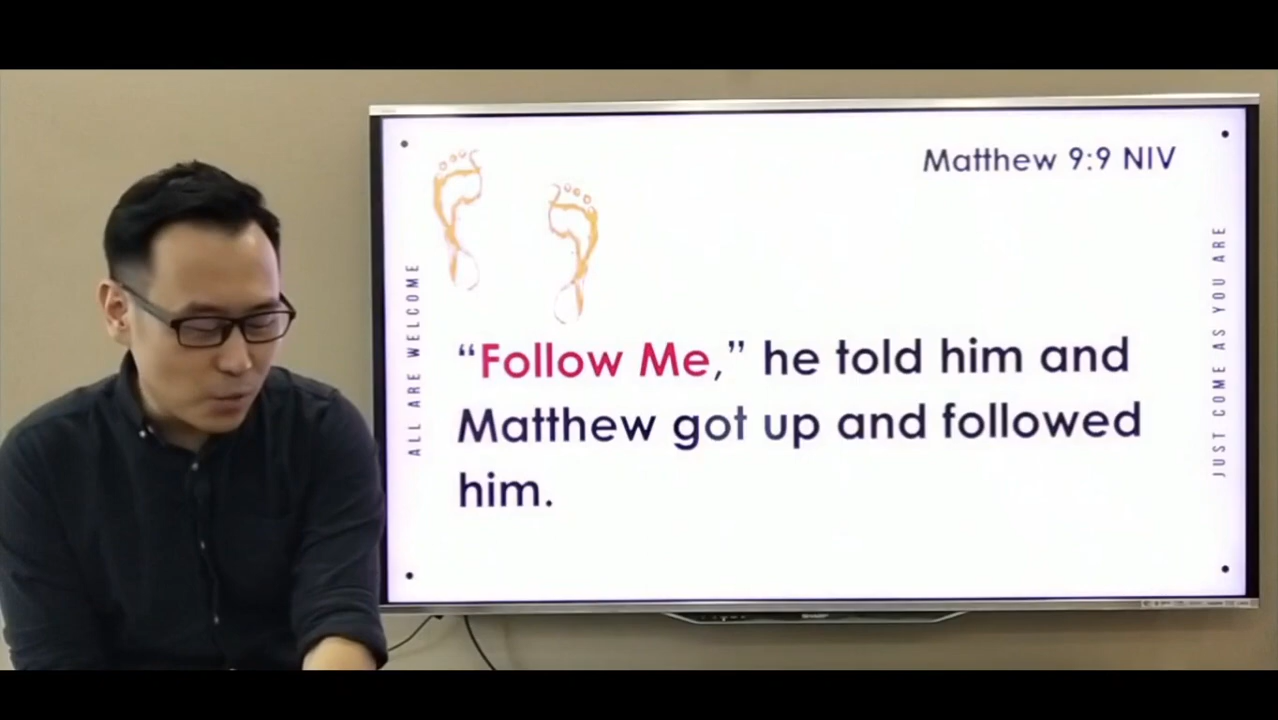 Matthew 9:9 NIV
ALL ARE WELCOME
JUST COME AS YOU ARE
“Follow Me,” he told him and
Matthew got up and followed
him.
SHARP